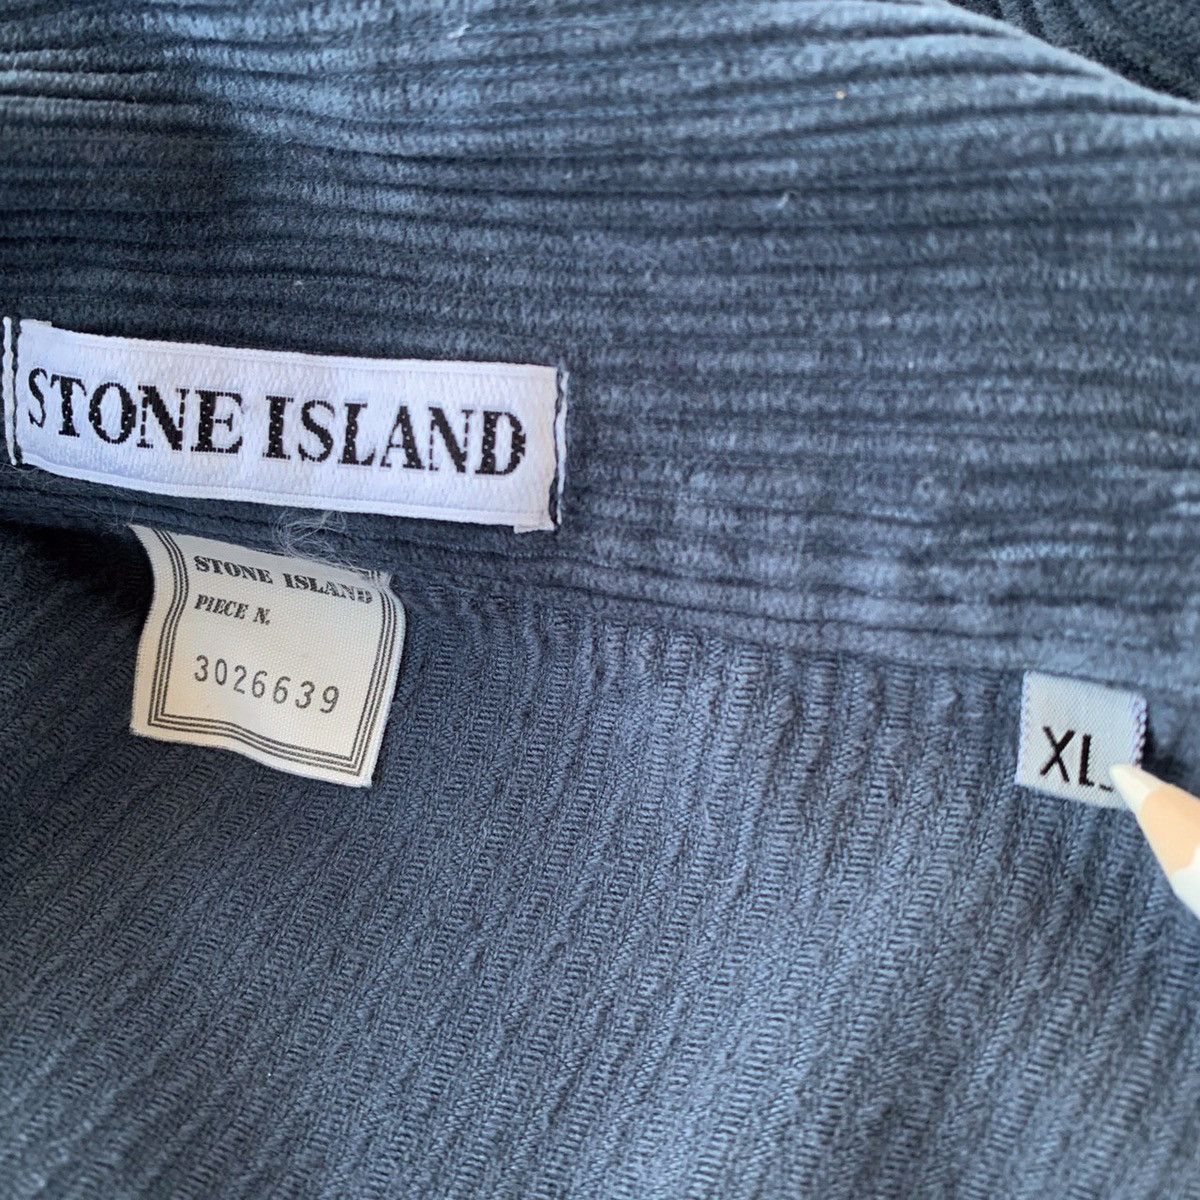 STONE ISLAND
STONE ISLAND
PIECE N.
3026639
XL